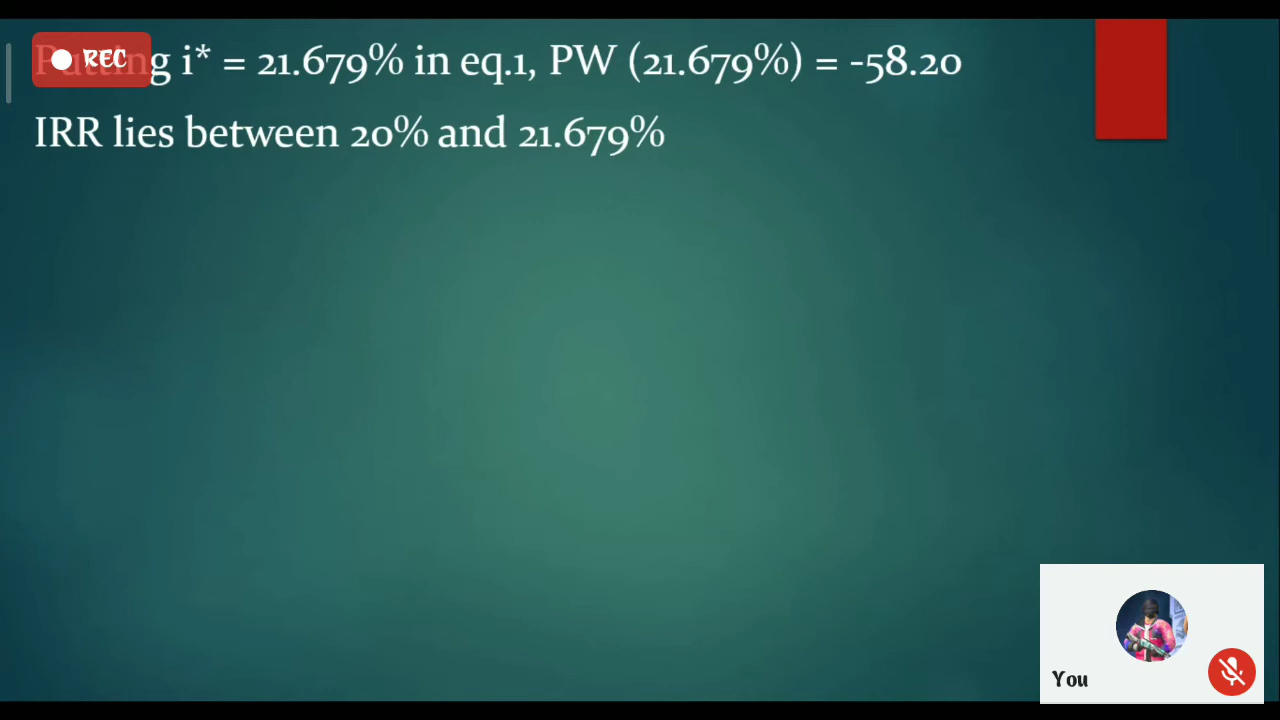 REC
Putting i* = 21.679% in eq.1, PW (21.679%) = -58.20
IRR lies between 20% and 21.679%
You